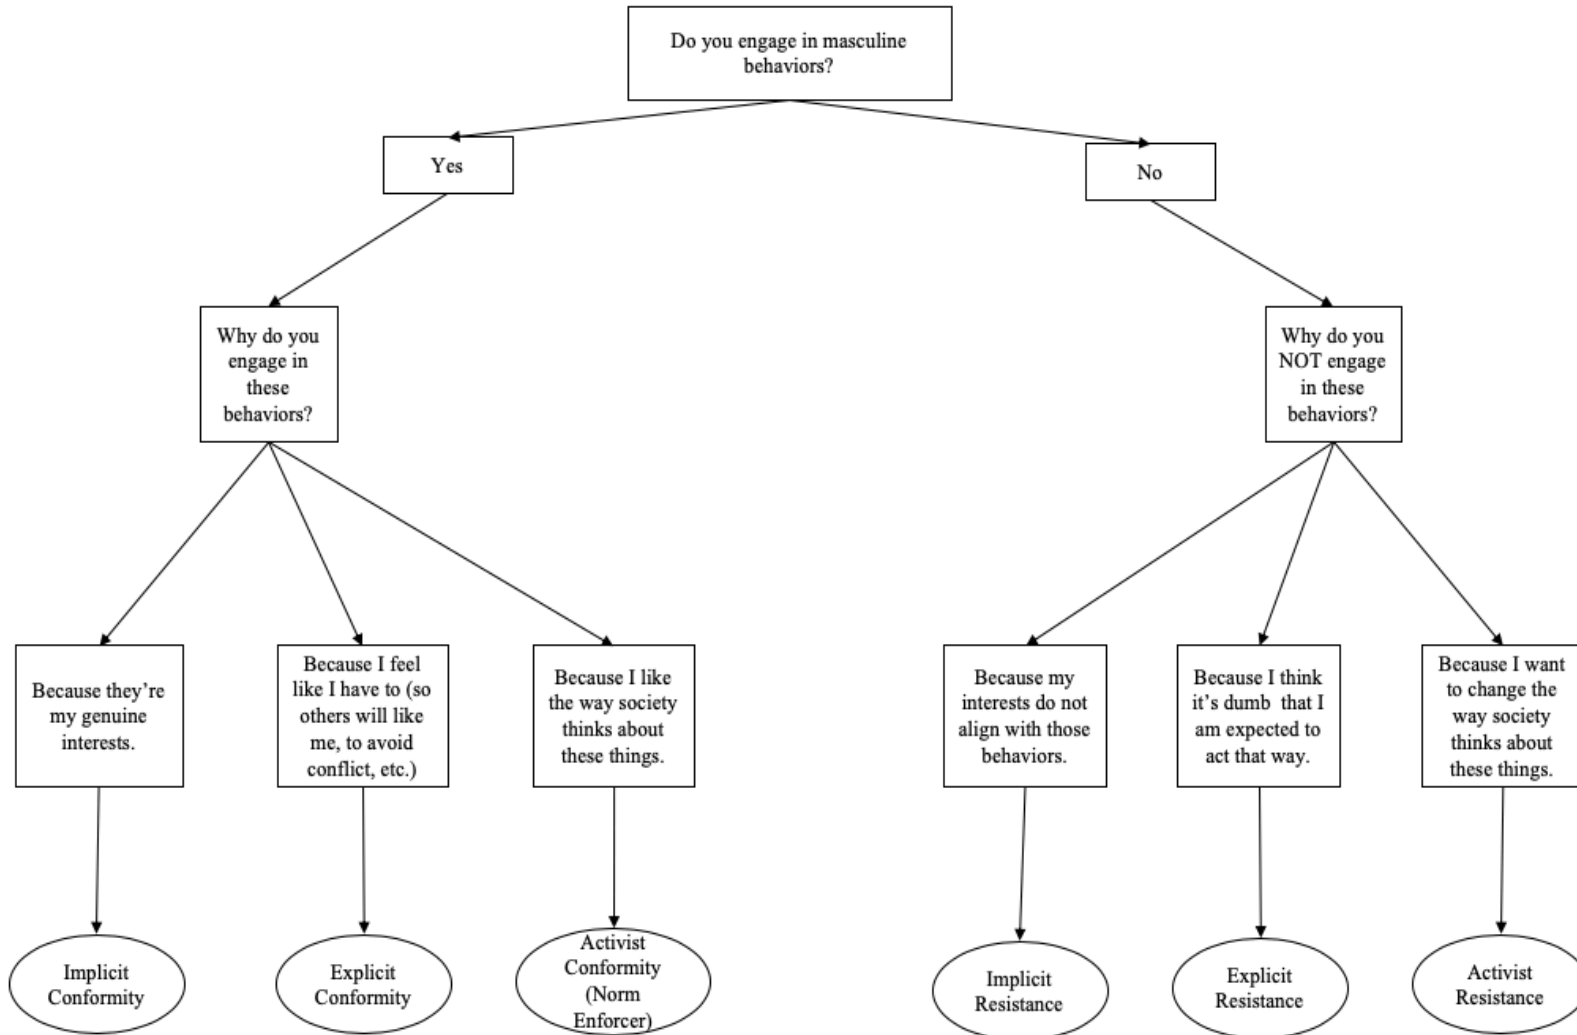 Do you engage in masculine
behaviors?
Yes
No
Why do you
engage in
these
behaviors?
Why do you
NOT engage
in these
behaviors?
Because they’re
my genuine
interests.
Because I feel
like I have to (so
others will like
me, to avoid
conflict, etc.)
Because I like
the way society
thinks about
these things.
Because my
interests do not
align with those
behaviors.
Because I think
it’s dumb  that I
am expected to
act that way.
Because I want
to change the
way society
thinks about
these things.
Implicit
Conformity
Explicit
Conformity
Activist
Conformity
(Norm
Enforcer)
Implicit
Resistance
Explicit
Resistance
Activist
Resistance